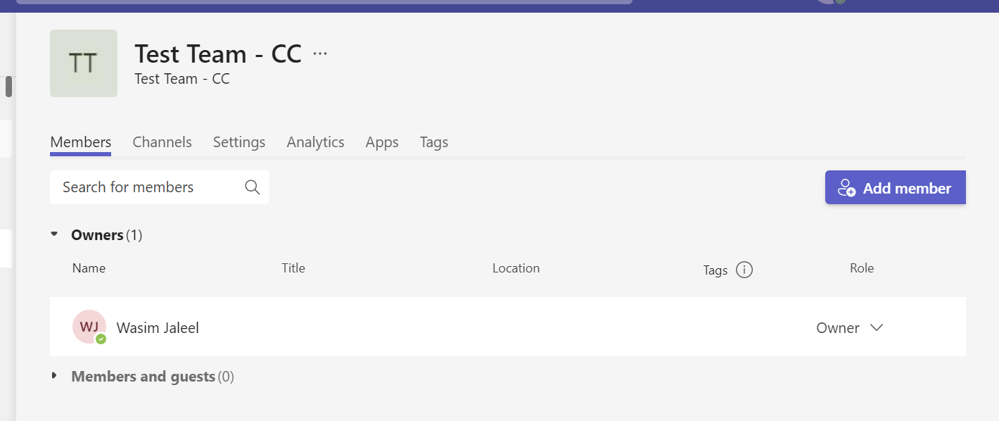 TT
Test Team - CC ...
Test Team - CC
Members Channels Settings Analytics Apps Tags
Search for members
Add member
Owners (1)
Name Title Location Tags Role
WJ Wasim Jaleel Owner
Members and guests (0)